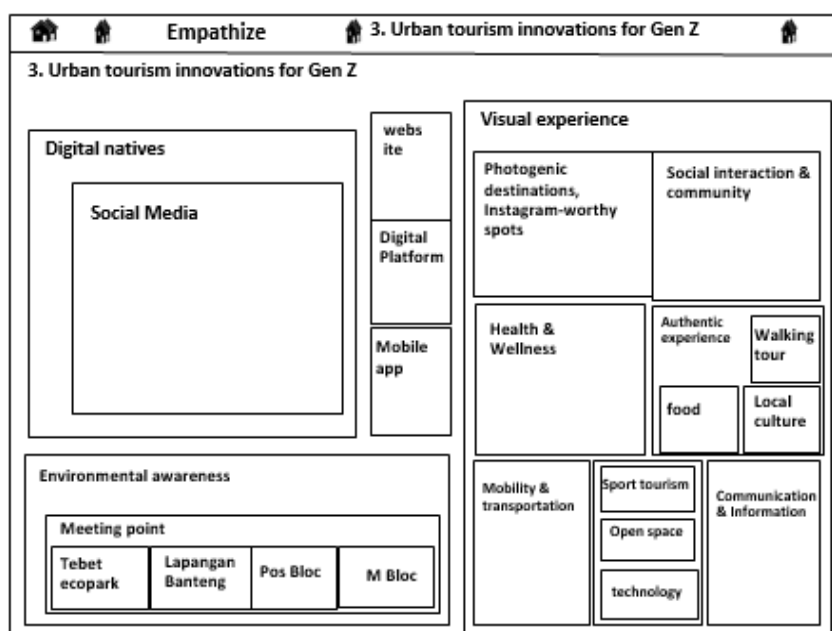 Empathize
3. Urban tourism innovations for Gen Z
3. Urban tourism innovations for Gen Z
Digital natives
Social Media
webs
ite
Digital
Platform
Mobile
app
Visual experience
Photogenic
destinations,
Instagram-worthy
spots
Social interaction &
community
Health &
Wellness
Authentic
experience
Walking
tour
food
Local
culture
Environmental awareness
Meeting point
Tebet
ecopark
Lapangan
Banteng
Pos Bloc
M Bloc
Mobility &
transportation
Sport tourism
Open space
technology
Communication
& Information